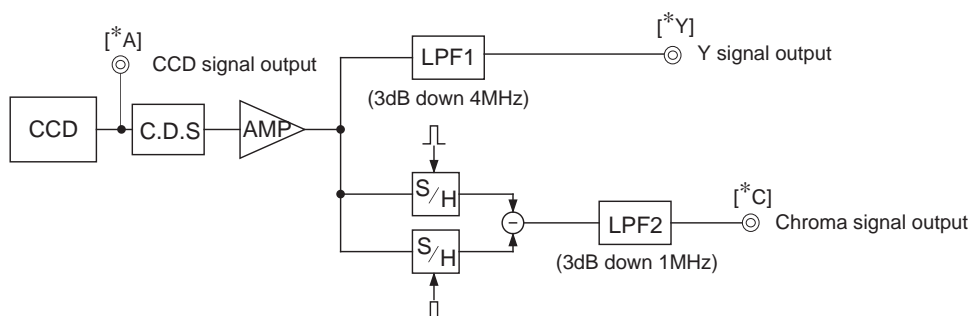 [*A]
[*Y]
CCD signal output
LPF1
Y signal output
(3dB down 4MHz)
CCD
C.D.S
AMP
S/H
[*C]
LPF2
Chroma signal output
S/H
(3dB down 1MHz)